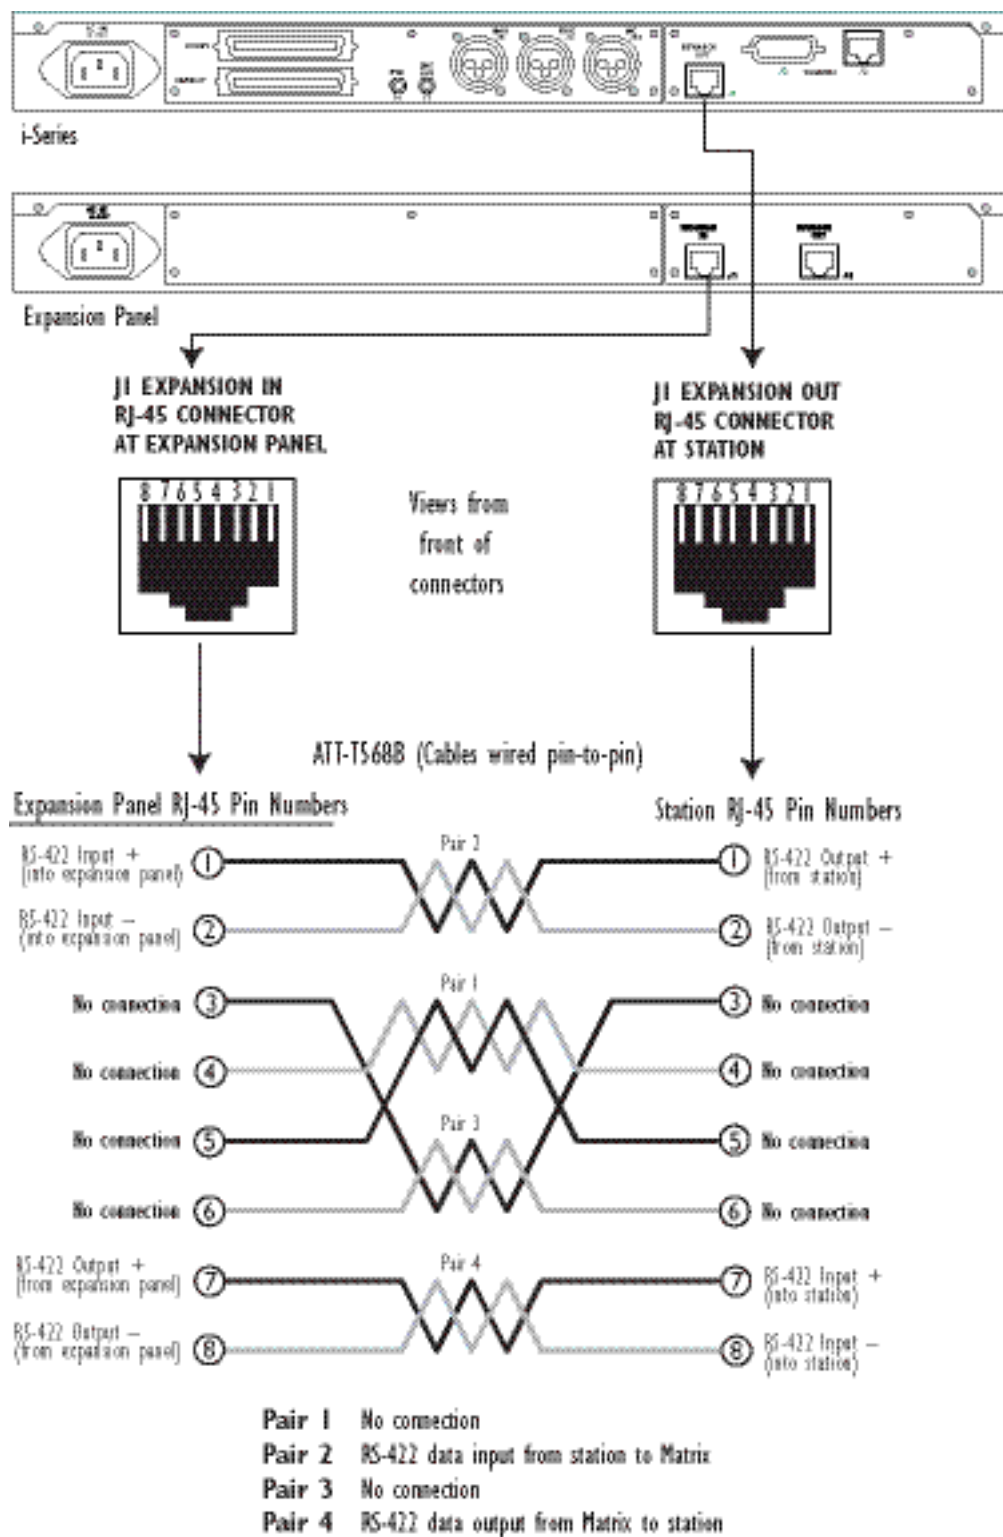 i-Series
Expansion Panel
J1 EXPANSION IN
RJ-45 CONNECTOR
AT EXPANSION PANEL
J1 EXPANSION OUT
RJ-45 CONNECTOR
AT STATION
8 7 6 5 4 3 2 1
Views from
front of
connectors
8 7 6 5 4 3 2 1
ATT-T568B (Cables wired pin-to-pin)
Expansion Panel RJ-45 Pin Numbers
Station RJ-45 Pin Numbers
Pair 2
RS-422 Input +
(into expansion panel)
1
1
RS-422 Output +
(from station)
RS-422 Input –
(into expansion panel)
2
2
RS-422 Output –
(from station)
Pair 1
No connection 3
3 No connection
No connection 4
4 No connection
Pair 3
No connection 5
5 No connection
No connection 6
6 No connection
Pair 4
RS-422 Output +
(from expansion panel)
7
7
RS-422 Input +
(into station)
RS-422 Output –
(from expansion panel)
8
8
RS-422 Input –
(into station)
Pair 1 No connection
Pair 2 RS-422 data input from station to Matrix
Pair 3 No connection
Pair 4 RS-422 data output from Matrix to station